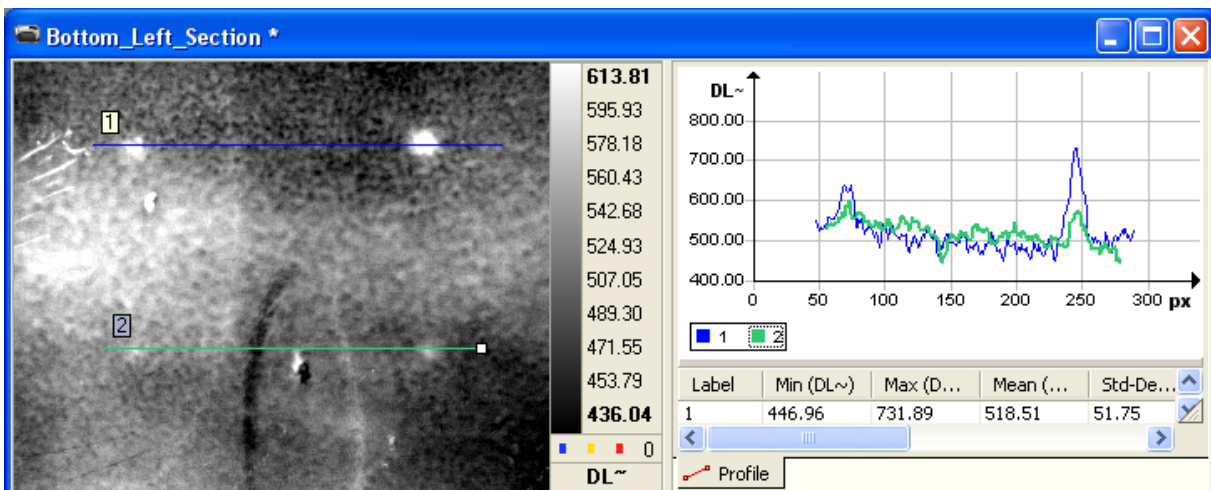 Bottom_Left_Section *
1
2
613.81
595.93
578.18
560.43
542.68
524.93
507.05
489.30
471.55
453.79
436.04
0
DL~
DL~
800.00
700.00
600.00
500.00
400.00
0 50 100 150 200 250 300 px
1 2
Label Min (DL~) Max (D... Mean (... Std-De...
1 446.96 731.89 518.51 51.75
Profile